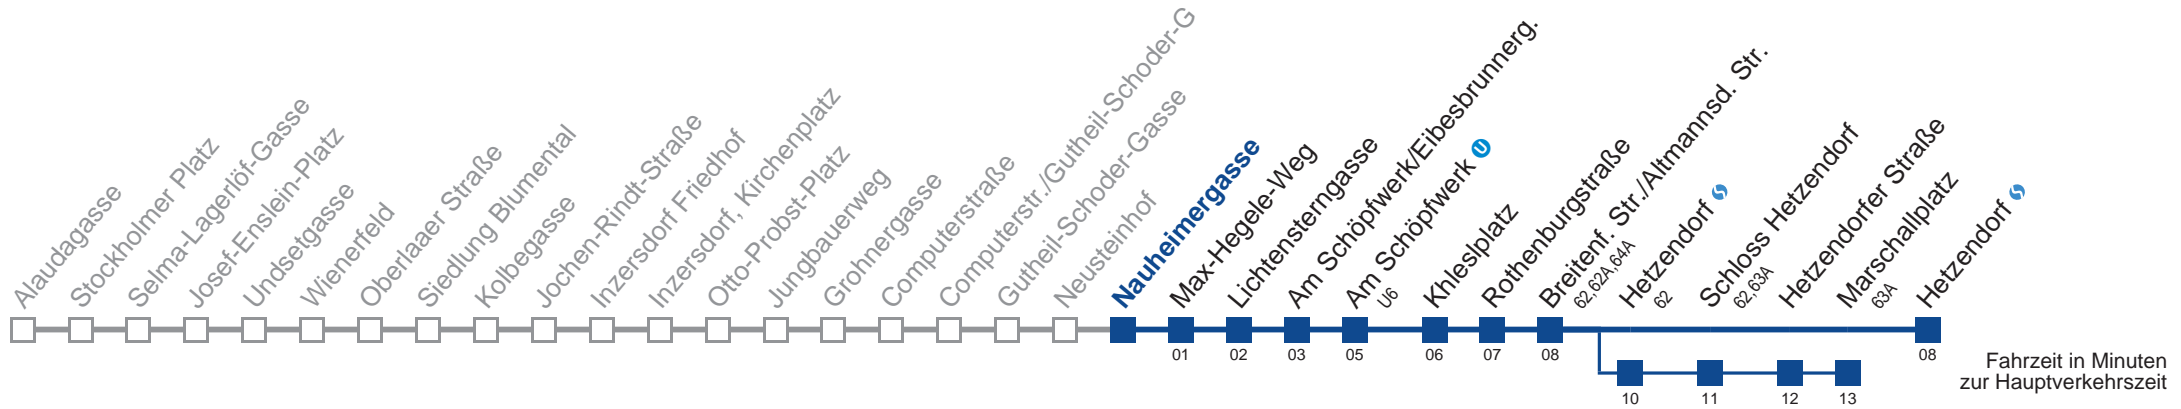 Alaudagasse
Stockholmer Platz
Selma-Lagerlöf-Gasse
Josef-Enslein-Platz
Undsetgasse
Wienerfeld
Oberlaaer Straße
Siedlung Blumental
Kolbegasse
Jochen-Rindt-Straße
Inzersdorf Friedhof
Inzersdorf, Kirchenplatz
Otto-Probst-Platz
Jungbauerweg
Grohnergasse
Computerstraße
Computerstr./Gutheil-Schoder-G
Gutheil-Schoder-Gasse
Neusteinhof
Nauheimergasse
Max-Hegele-Weg
Lichtensterngasse
Am Schöpfwerk/Eibesbrunnerg.
Am Schöpfwerk U
U6
Khleslplatz
Rothenburgstraße
Breitenf. Str./Altmannsd. Str.
62,62A,64A
Hetzendorf
62
Schloss Hetzendorf
62,63A
Hetzendorfer Straße
Marschallplatz
63A
Hetzendorf
01 02 03 05 06 07 08 08
10 11 12 13
Fahrzeit in Minuten
zur Hauptverkehrszeit